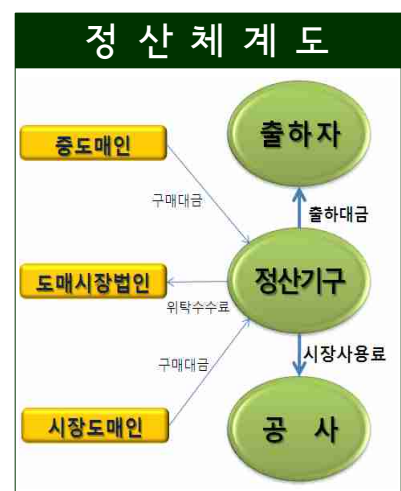 정 산 체 계 도
출하자
중도매인
구매대금
출하대금
도매시장법인
정산기구
위탁수수료
시장사용료
구매대금
시장도매인
공 사